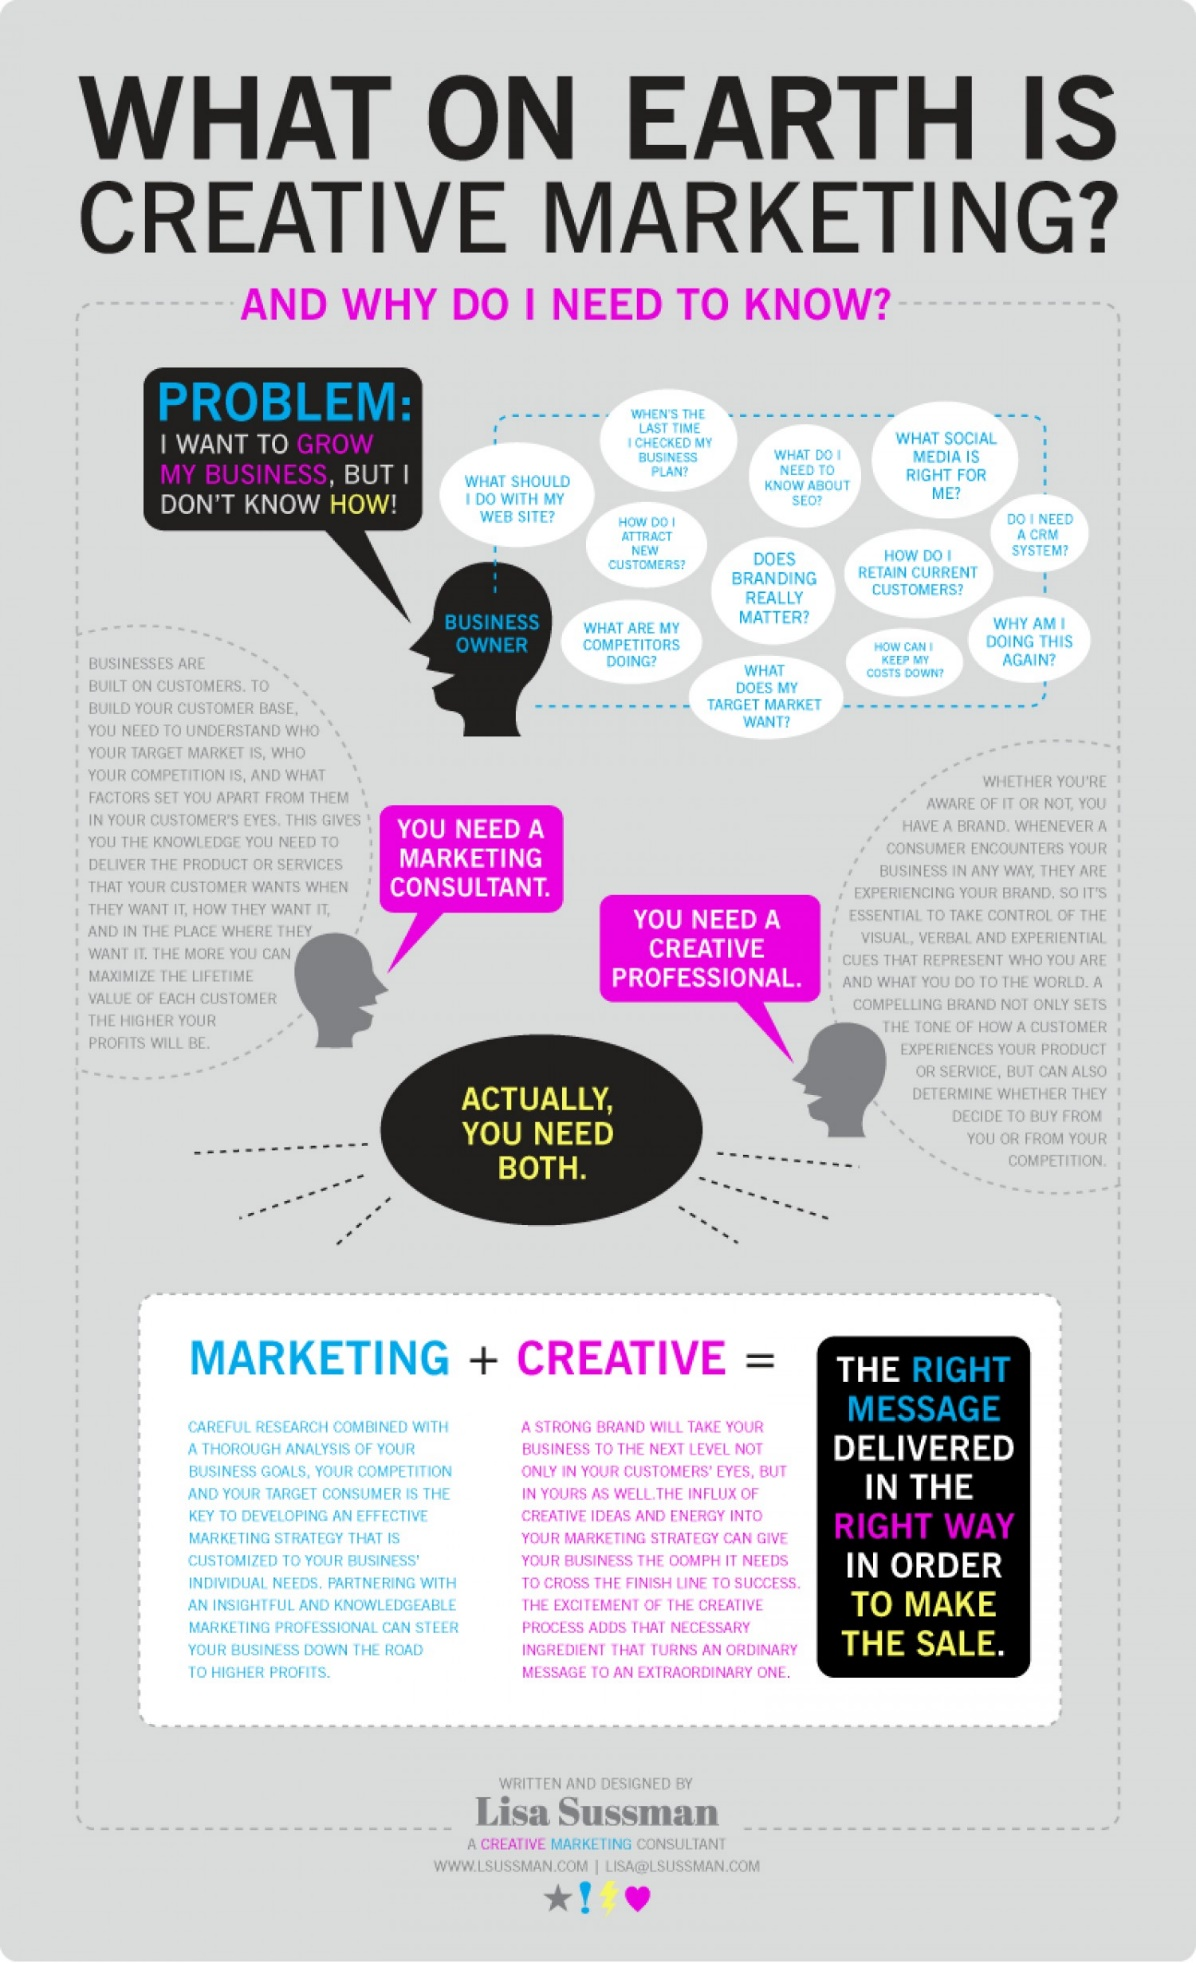 WHAT ON EARTH IS
CREATIVE MARKETING?
AND WHY DO I NEED TO KNOW?
PROBLEM:
I WANT TO GROW
MY BUSINESS, BUT I
DON'T KNOW HOW!
BUSINESS
OWNER
WHAT SHOULD
I DO WITH MY
WEB SITE?
WHEN'S THE
LAST TIME
I CHECKED MY
BUSINESS
PLAN?
WHAT DO I
NEED TO
KNOW ABOUT
SEO?
WHAT SOCIAL
MEDIA IS
RIGHT FOR
ME?
HOW DO I
ATTRACT
NEW
CUSTOMERS?
DOES
BRANDING
REALLY
MATTER?
HOW DO I
RETAIN CURRENT
CUSTOMERS?
DO I NEED
A CRM
SYSTEM?
WHAT ARE MY
COMPETITORS
DOING?
WHAT
DOES MY
TARGET MARKET
WANT?
HOW CAN I
KEEP MY
COSTS DOWN?
WHY AM I
DOING THIS
AGAIN?
BUSINESSES ARE
BUILT ON CUSTOMERS. TO
BUILD YOUR CUSTOMER BASE,
YOU NEED TO UNDERSTAND WHO
YOUR TARGET MARKET IS, WHO
YOUR COMPETITION IS, AND WHAT
FACTORS SET YOU APART FROM THEM
IN YOUR CUSTOMER'S EYES. THIS GIVES
YOU THE KNOWLEDGE YOU NEED TO
DELIVER THE PRODUCT OR SERVICES
THAT YOUR CUSTOMER WANTS WHEN
THEY WANT IT, HOW THEY WANT IT,
AND IN THE PLACE WHERE THEY
WANT IT. THE MORE YOU CAN
MAXIMIZE THE LIFETIME
VALUE OF EACH CUSTOMER
THE HIGHER YOUR
PROFITS WILL BE.
YOU NEED A
MARKETING
CONSULTANT.
YOU NEED A
CREATIVE
PROFESSIONAL.
WHETHER YOU'RE
AWARE OF IT OR NOT, YOU
HAVE A BRAND. WHENEVER A
CONSUMER ENCOUNTERS YOUR
BUSINESS IN ANY WAY, THEY ARE
EXPERIENCING YOUR BRAND. SO IT'S
ESSENTIAL TO TAKE CONTROL OF THE
VISUAL, VERBAL AND EXPERIENTIAL
CUES THAT REPRESENT WHO YOU ARE
AND WHAT YOU DO TO THE WORLD. A
COMPELLING BRAND NOT ONLY SETS
THE TONE OF HOW A CUSTOMER
EXPERIENCES YOUR PRODUCT
OR SERVICE, BUT CAN ALSO
DETERMINE WHETHER THEY
DECIDE TO BUY FROM
YOU OR FROM YOUR
COMPETITION.
ACTUALLY,
YOU NEED
BOTH.
MARKETING + CREATIVE =
CAREFUL RESEARCH COMBINED WITH
A THOROUGH ANALYSIS OF YOUR
BUSINESS GOALS, YOUR COMPETITION
AND YOUR TARGET CONSUMER IS THE
KEY TO DEVELOPING AN EFFECTIVE
MARKETING STRATEGY THAT IS
CUSTOMIZED TO YOUR BUSINESS'
INDIVIDUAL NEEDS. PARTNERING WITH
AN INSIGHTFUL AND KNOWLEDGEABLE
MARKETING PROFESSIONAL CAN STEER
YOUR BUSINESS DOWN THE ROAD
TO HIGHER PROFITS.
A STRONG BRAND WILL TAKE YOUR
BUSINESS TO THE NEXT LEVEL NOT
ONLY IN YOUR CUSTOMERS' EYES, BUT
IN YOURS AS WELL.THE INFLUX OF
CREATIVE IDEAS AND ENERGY INTO
YOUR MARKETING STRATEGY CAN GIVE
YOUR BUSINESS THE OOMPH IT NEEDS
TO CROSS THE FINISH LINE TO SUCCESS.
THE EXCITEMENT OF THE CREATIVE
PROCESS ADDS THAT NECESSARY
INGREDIENT THAT TURNS AN ORDINARY
MESSAGE TO AN EXTRAORDINARY ONE.
THE RIGHT
MESSAGE
DELIVERED
IN THE
RIGHT WAY
IN ORDER
TO MAKE
THE SALE.
WRITTEN AND DESIGNED BY
Lisa Sussman
A CREATIVE MARKETING CONSULTANT
WWW.LSUSSMAN.COM | LISA@LSUSSMAN.COM